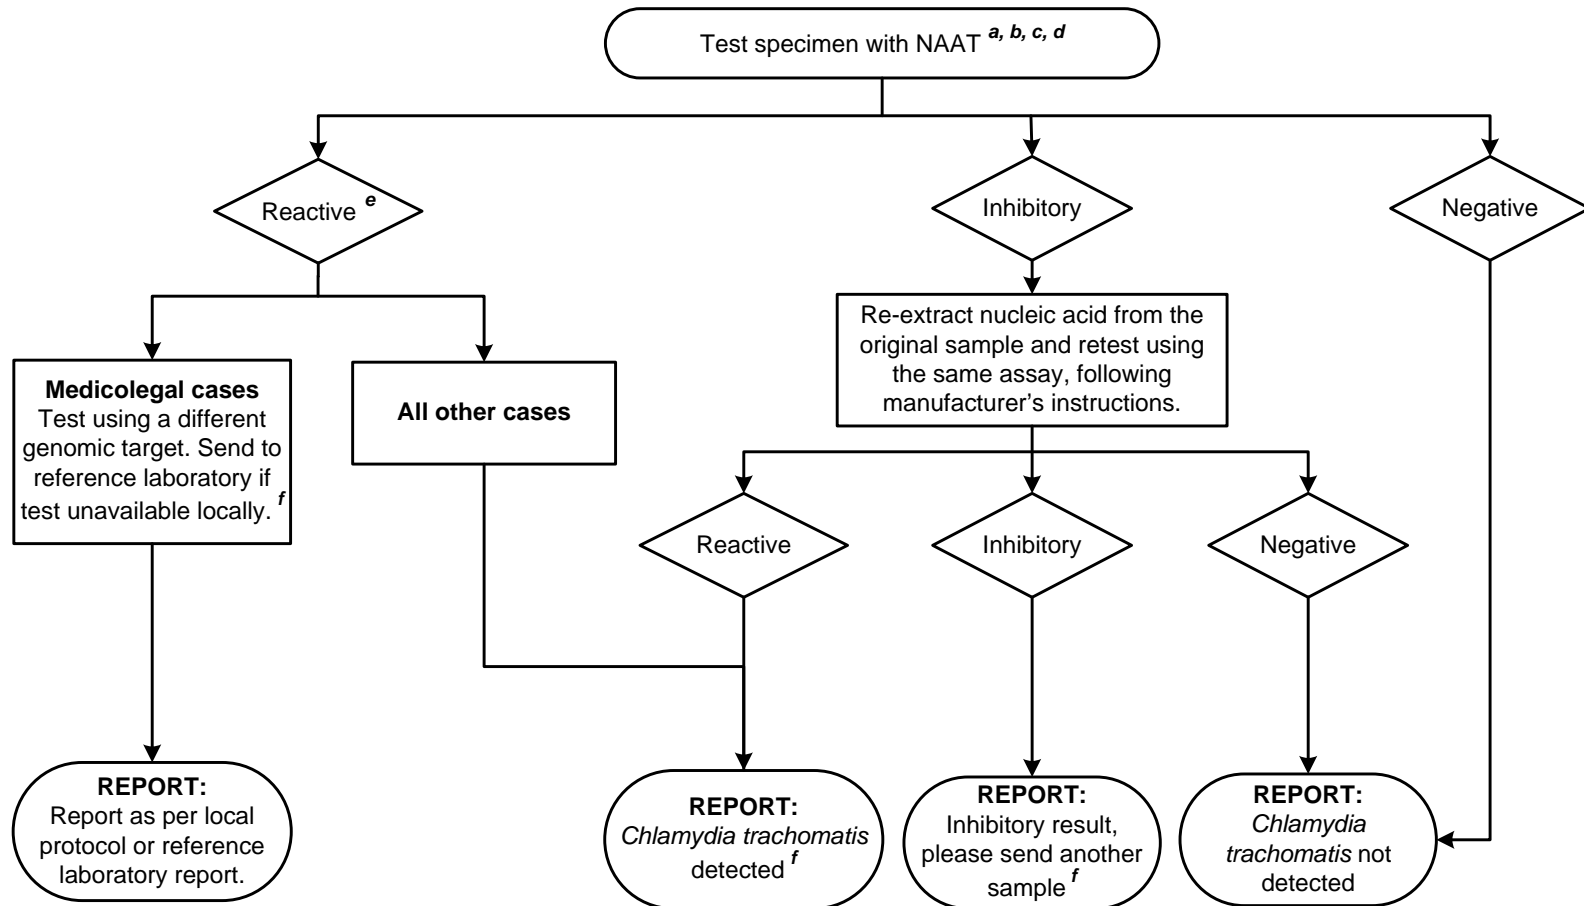 Test specimen with NAAT a, b, c, d
Reactive e
Inhibitory
Negative
Medicolegal cases
Test using a different
genomic target. Send to
reference laboratory if
test unavailable locally. f
All other cases
Re-extract nucleic acid from the
original sample and retest using
the same assay, following
manufacturer's instructions.
Reactive
Inhibitory
Negative
REPORT:
Report as per local
protocol or reference
laboratory report.
REPORT:
Chlamydia trachomatis
detected f
REPORT:
Inhibitory result,
please send another
sample f
REPORT:
Chlamydia
trachomatis not
detected